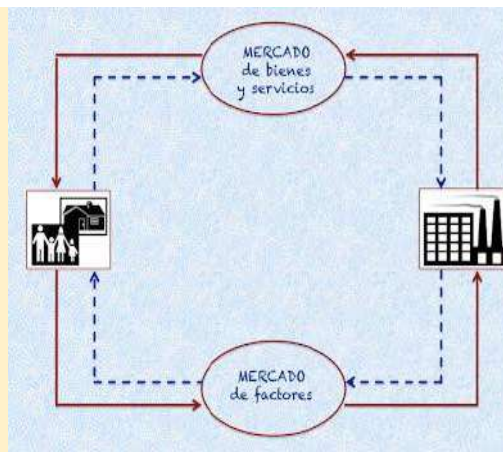 MERCADO
de bienes
y servicios
MERCADO
de factores